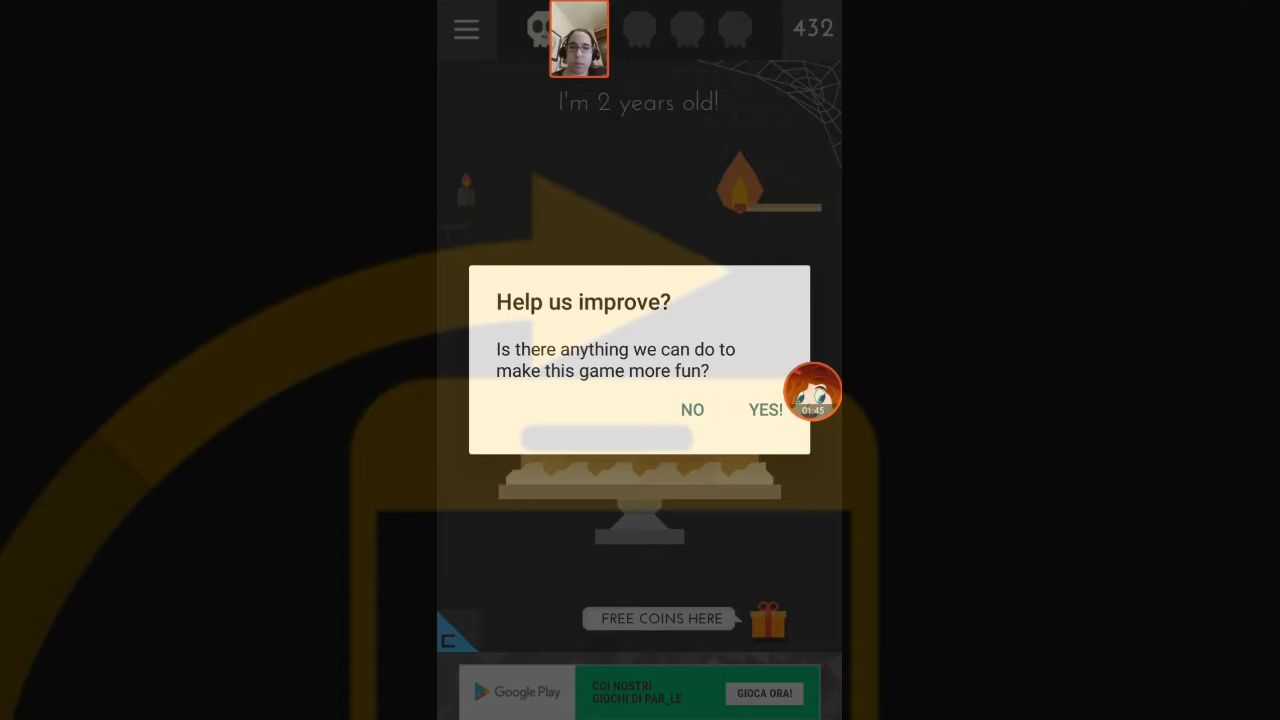 432
I'm 2 years old!
Help us improve?
Is there anything we can do to
make this game more fun?
NO YES!
01:45
FREE COINS HERE
Google Play
COI NOSTRI
GIOCHI DI PAR_LE
GIOCA ORA!